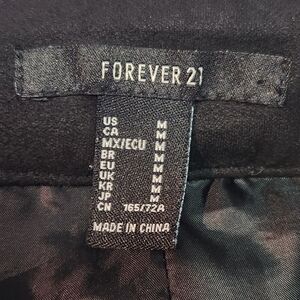 FOREVER 21
US M
CA M
MX/ECU M
BR M
EU M
UK M
KR M
JP M
CN 165/72A
MADE IN CHINA